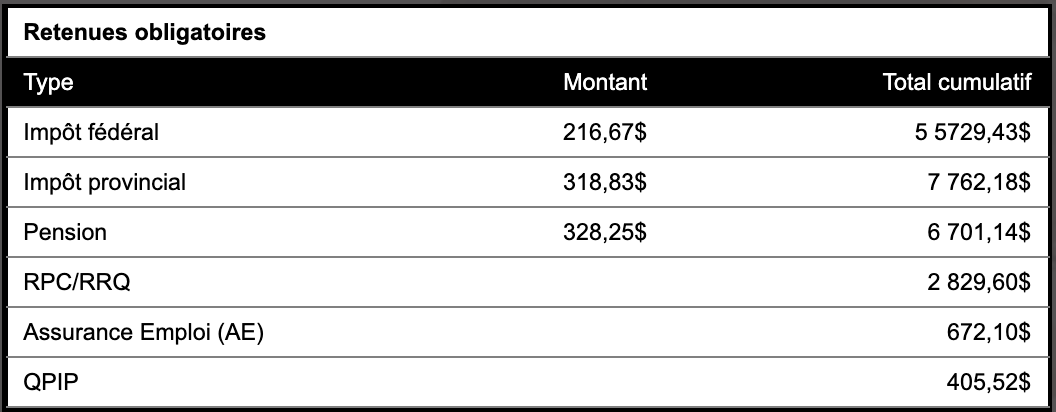 Retenues obligatoires
Type Montant Total cumulatif
Impôt fédéral 216,67$ 5 5729,43$
Impôt provincial 318,83$ 7 762,18$
Pension 328,25$ 6 701,14$
RPC/RRQ 2 829,60$
Assurance Emploi (AE) 672,10$
QPIP 405,52$